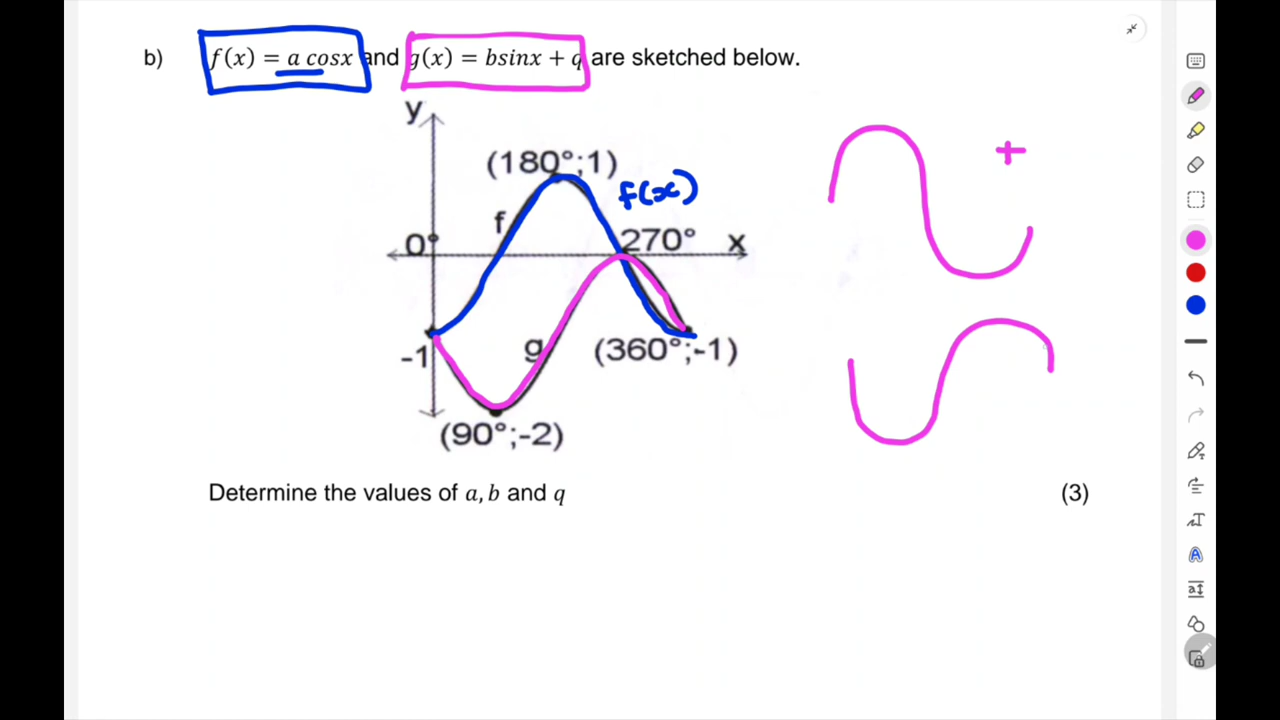 b) f(x) = a cosx and g(x) = bsinx + q are sketched below.
y
(180°;1)
f(x)
f
0°
270°
x
+
-1
g
(360°;-1)
(90°;-2)
Determine the values of a, b and q (3)